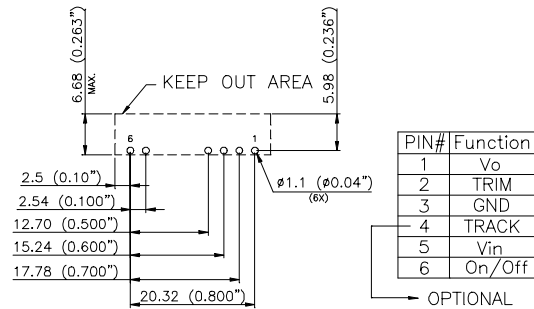 6.68 (0.263”)
MAX.
KEEP OUT AREA
5.98 (0.236”)
6
1
2.5 (0.10”)
ø1.1 (ø0.04”)
(6X)
2.54 (0.100”)
12.70 (0.500”)
15.24 (0.600”)
17.78 (0.700”)
20.32 (0.800”)
PIN# Function
1 Vo
2 TRIM
3 GND
4 TRACK
5 Vin
6 On/Off
OPTIONAL